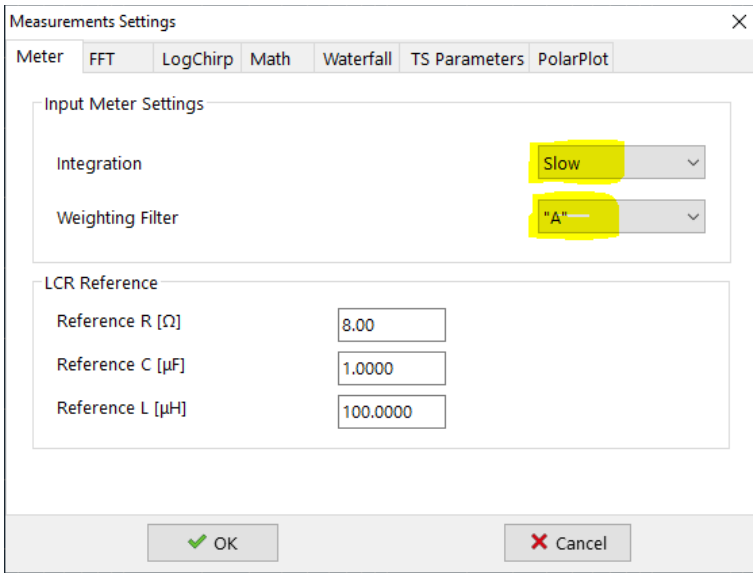 Measurements Settings
Meter FFT LogChirp Math Waterfall TS Parameters PolarPlot
Input Meter Settings
Integration Slow
Weighting Filter "A"
LCR Reference
Reference R [Ω] 8.00
Reference C [µF] 1.0000
Reference L [µH] 100.0000
OK Cancel